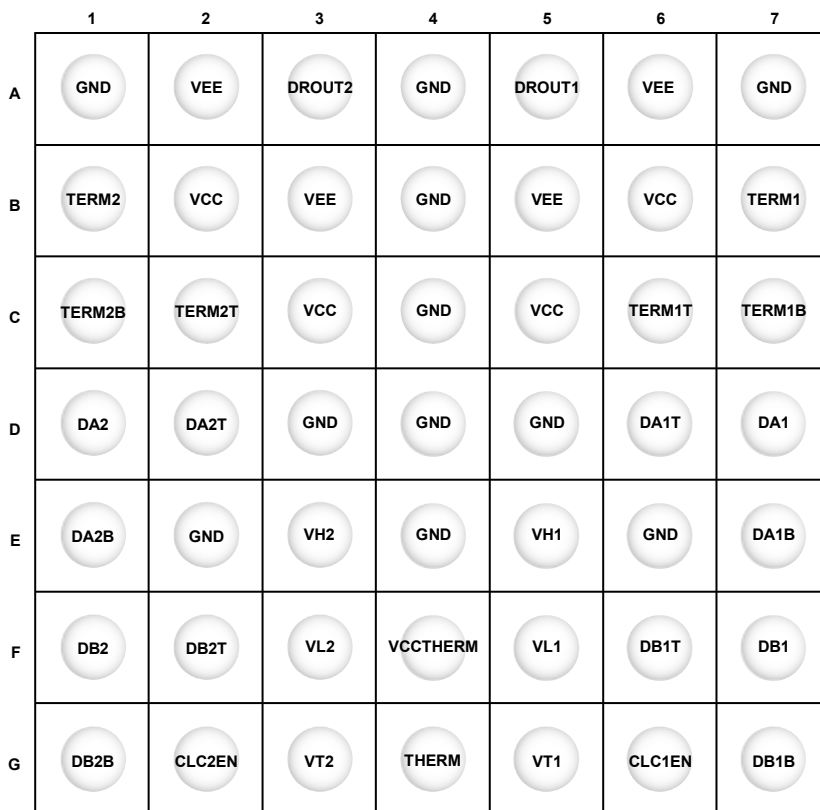 1 2 3 4 5 6 7
A GND VEE DROUT2 GND DROUT1 VEE GND
B TERM2 VCC VEE GND VEE VCC TERM1
C TERM2B TERM2T VCC GND VCC TERM1T TERM1B
D DA2 DA2T GND GND GND DA1T DA1
E DA2B GND VH2 GND VH1 GND DA1B
F DB2 DB2T VL2 VCCTHERM VL1 DB1T DB1
G DB2B CLC2EN VT2 THERM VT1 CLC1EN DB1B